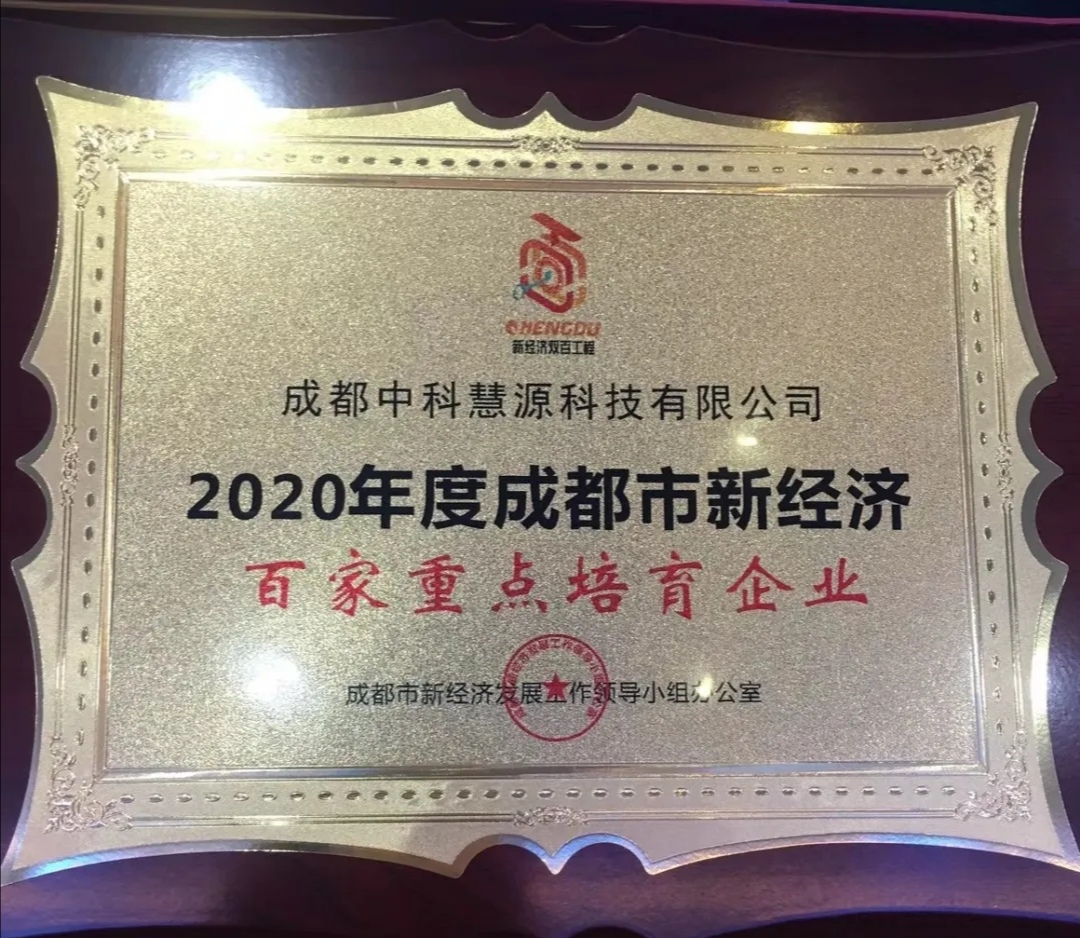 CHENGDU
新经济双百工程
成都中科慧源科技有限公司
2020年度成都市新经济
百家重点培育企业
成都市新经济发展工作领导小组办公室